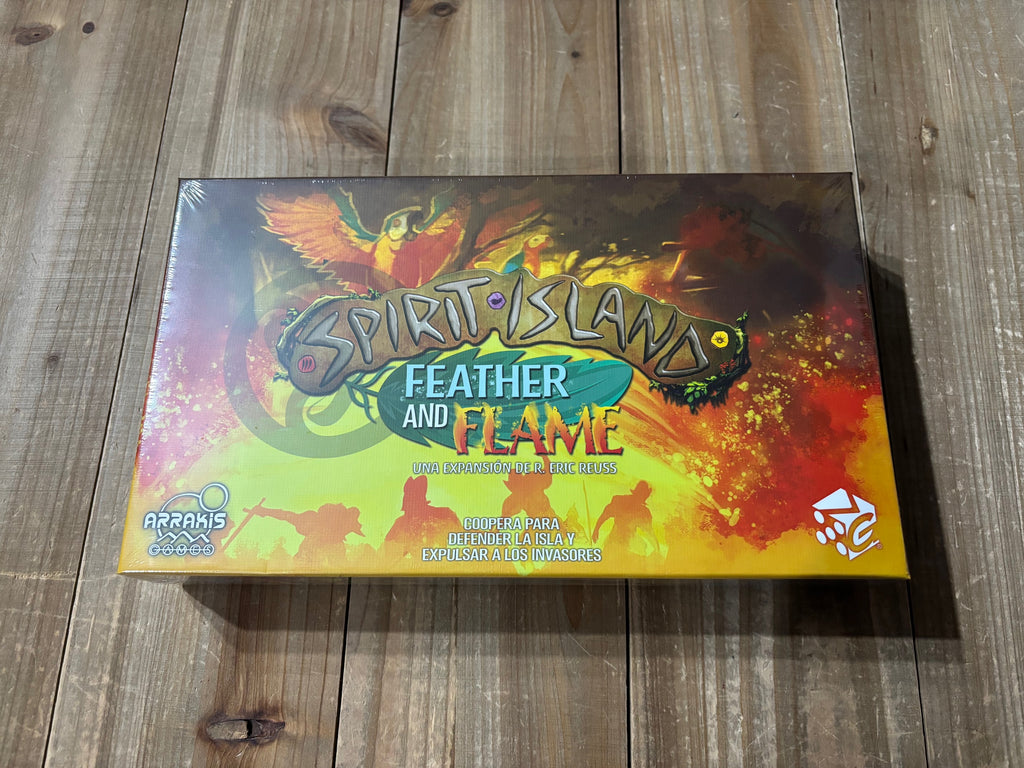 SPIRIT ISLAND
FEATHER
AND FLAME
UNA EXPANSIÓN DE R. ERIC REUSS
COOPERA PARA
DEFENDER LA ISLA Y
EXPULSAR A LOS INVASORES
ARRAKIS
GAMES